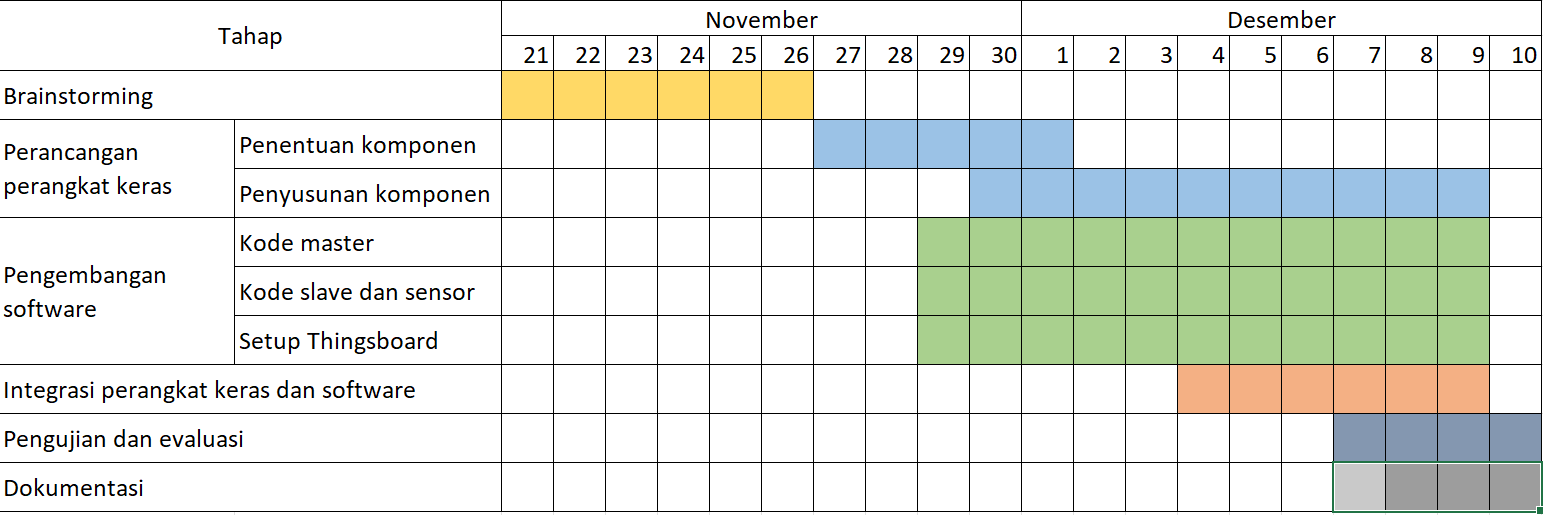 Tahap
November
Desember
21 22 23 24 25 26 27 28 29 30 1 2 3 4 5 6 7 8 9 10
Brainstorming
Perancangan
perangkat keras
Penentuan komponen
Penyusunan komponen
Pengembangan
software
Kode master
Kode slave dan sensor
Setup Thingsboard
Integrasi perangkat keras dan software
Pengujian dan evaluasi
Dokumentasi